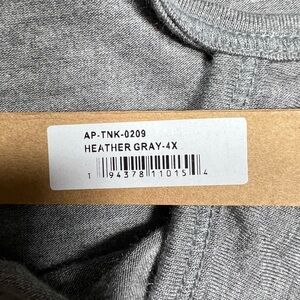 AP-TNK-0209
HEATHER GRAY-4X
1 94378 11015 4